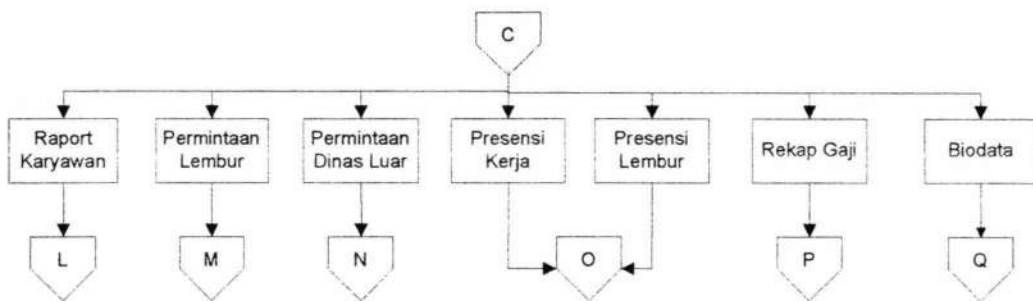 C
Raport
Karyawan
Permintaan
Lembur
Permintaan
Dinas Luar
Presensi
Kerja
Presensi
Lembur
Rekap Gaji
Biodata
L
M
N
O
P
Q